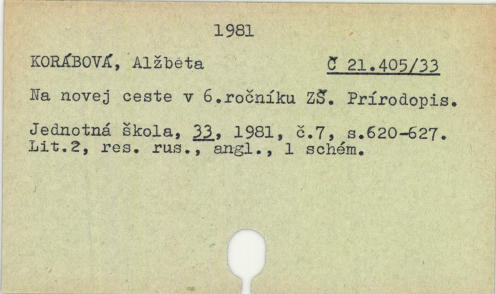 1981
KORÁBOVÁ, Alžbeta Č 21.405/33
Na novej ceste v 6.ročníku ZŠ. Prírodopis.
Jednotná škola, 33, 1981, č.7, s.620-627.
Lit.2, res. rus., angl., 1 schém.